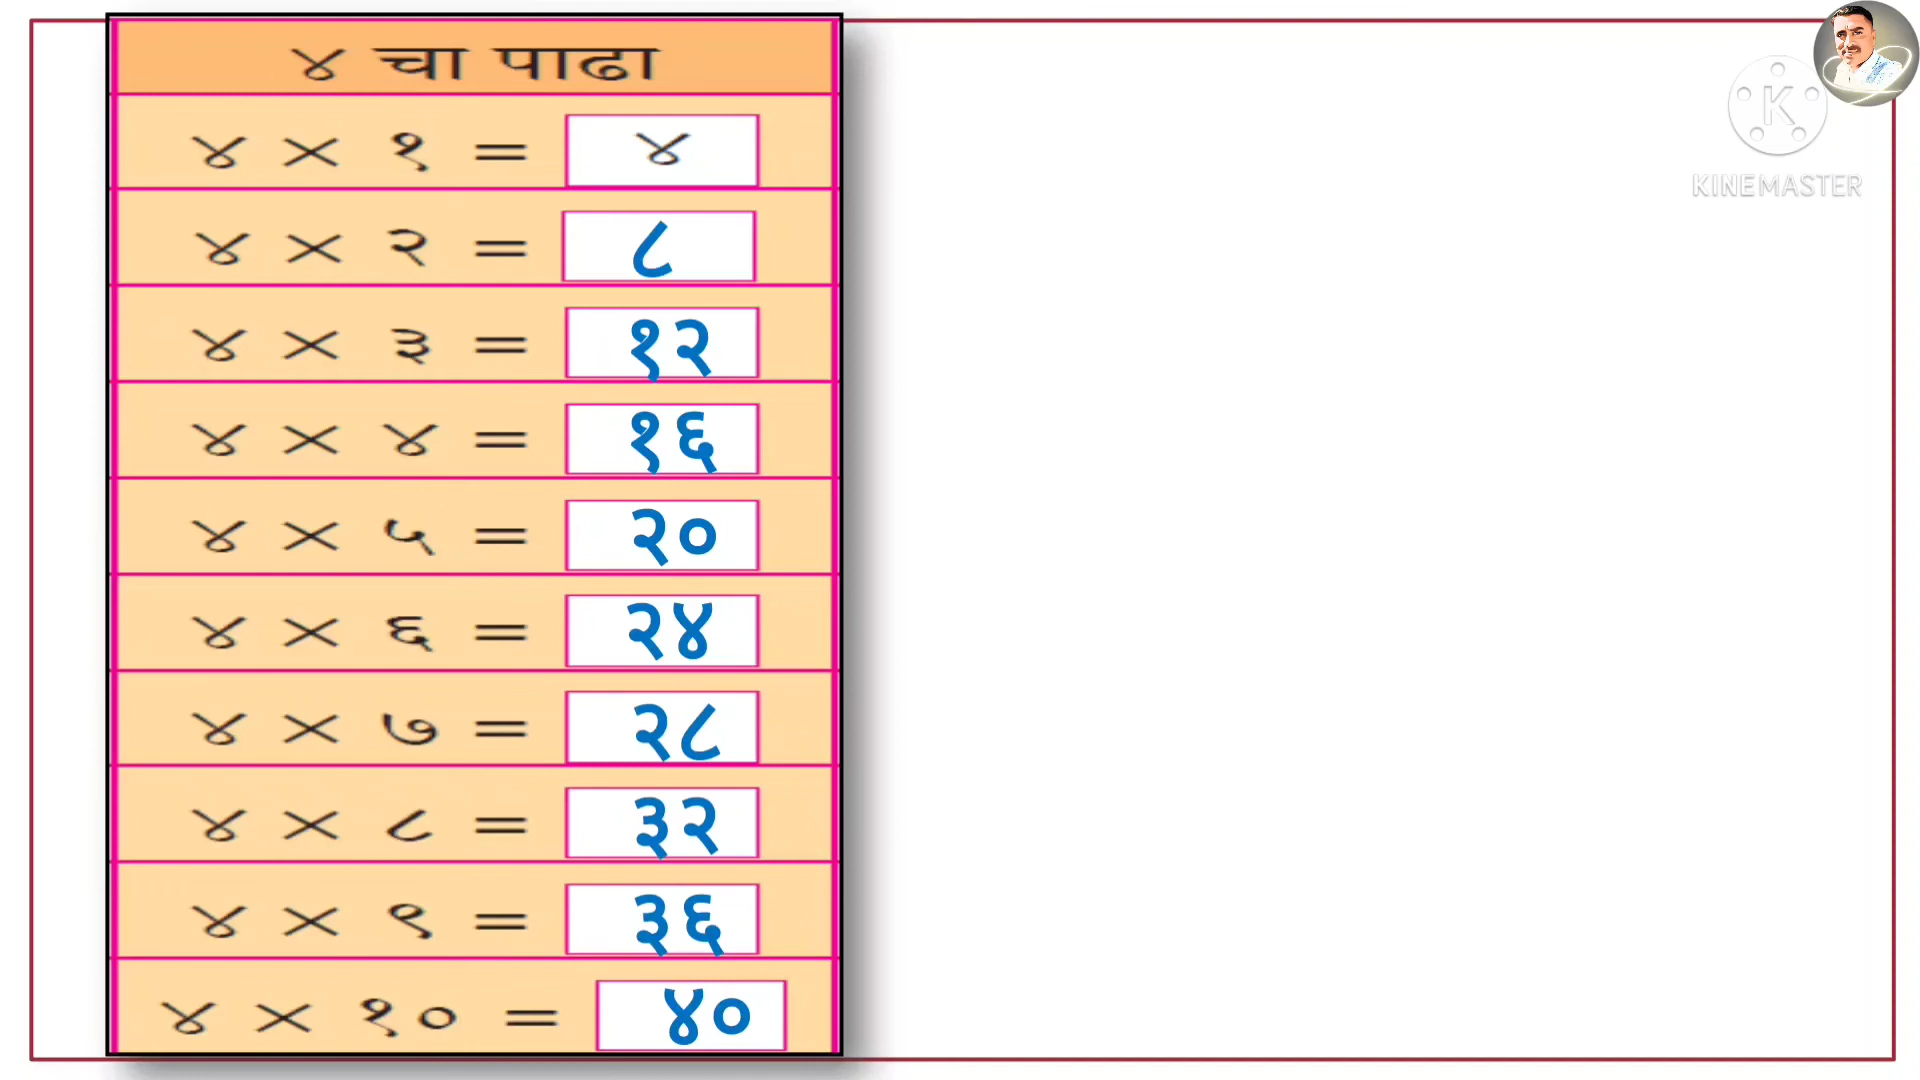 ४ चा पाढा
४ × १ = ४
४ × २ = ८
४ × ३ = १२
४ × ४ = १६
४ × ५ = २०
४ × ६ = २४
४ × ७ = २८
४ × ८ = ३२
४ × ९ = ३६
४ × १० = ४०
K
KINEMASTER